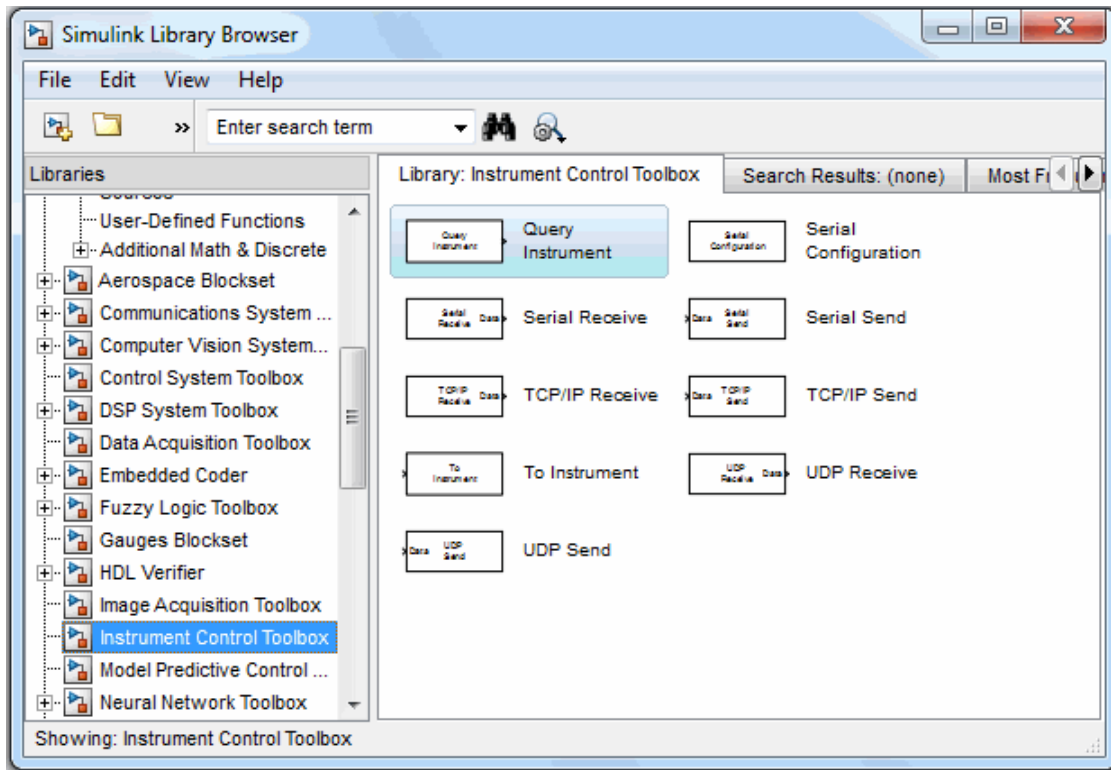 Simulink Library Browser
File Edit View Help
» Enter search term
Libraries
Library: Instrument Control Toolbox Search Results: (none) Most
Sources
User-Defined Functions
Additional Math & Discrete
Aerospace Blockset
Communications System ...
Computer Vision System...
Control System Toolbox
DSP System Toolbox
Data Acquisition Toolbox
Embedded Coder
Fuzzy Logic Toolbox
Gauges Blockset
HDL Verifier
Image Acquisition Toolbox
Instrument Control Toolbox
Model Predictive Control ...
Neural Network Toolbox
Query
Instrument
Query
Instrument
Serial
Configuration
Serial
Configuration
Serial
Receive Data
Serial Receive
Data Serial
Send
Serial Send
TCP/IP
Receive Data
TCP/IP Receive
Data TCP/IP
Send
TCP/IP Send
To
Instrument
To Instrument
UDP
Receive Data
UDP Receive
Data UDP
Send
UDP Send
Showing: Instrument Control Toolbox